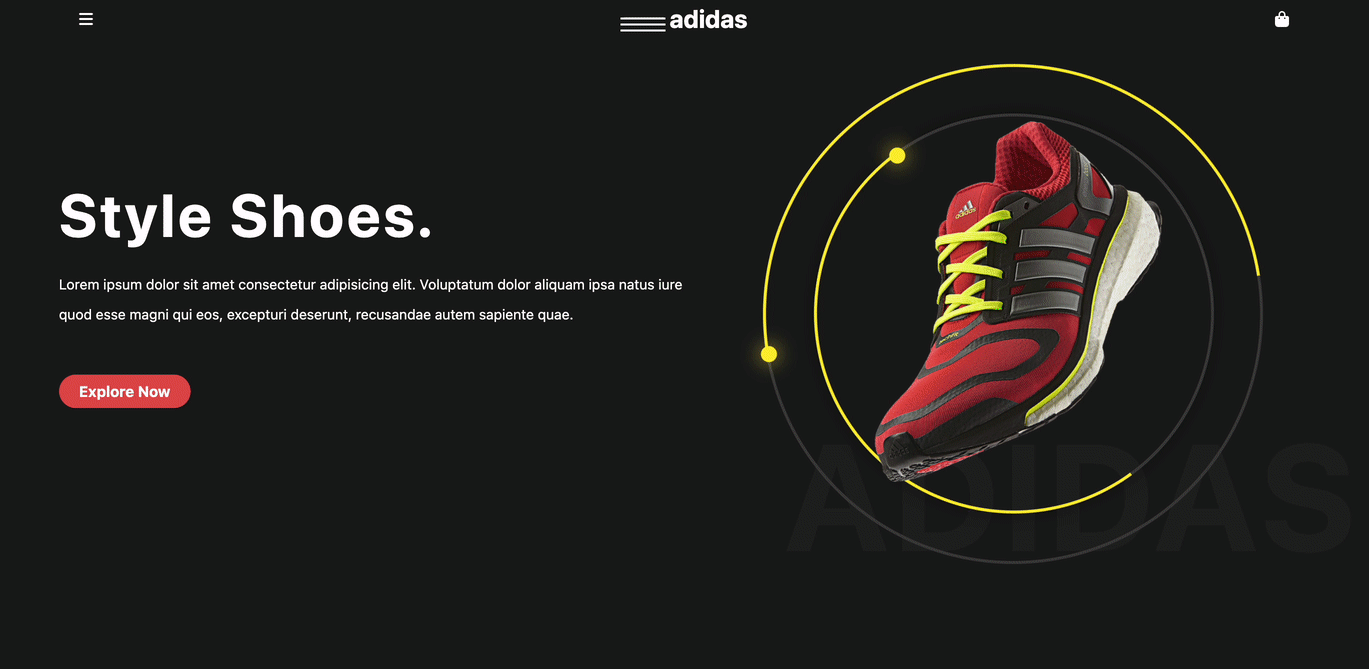 adidas
Style Shoes.
Lorem ipsum dolor sit amet consectetur adipisicing elit. Voluptatum dolor aliquam ipsa natus iure
quod esse magni qui eos, excepturi deserunt, recusandae autem sapiente quae.
Explore Now
adidas
ADIDAS